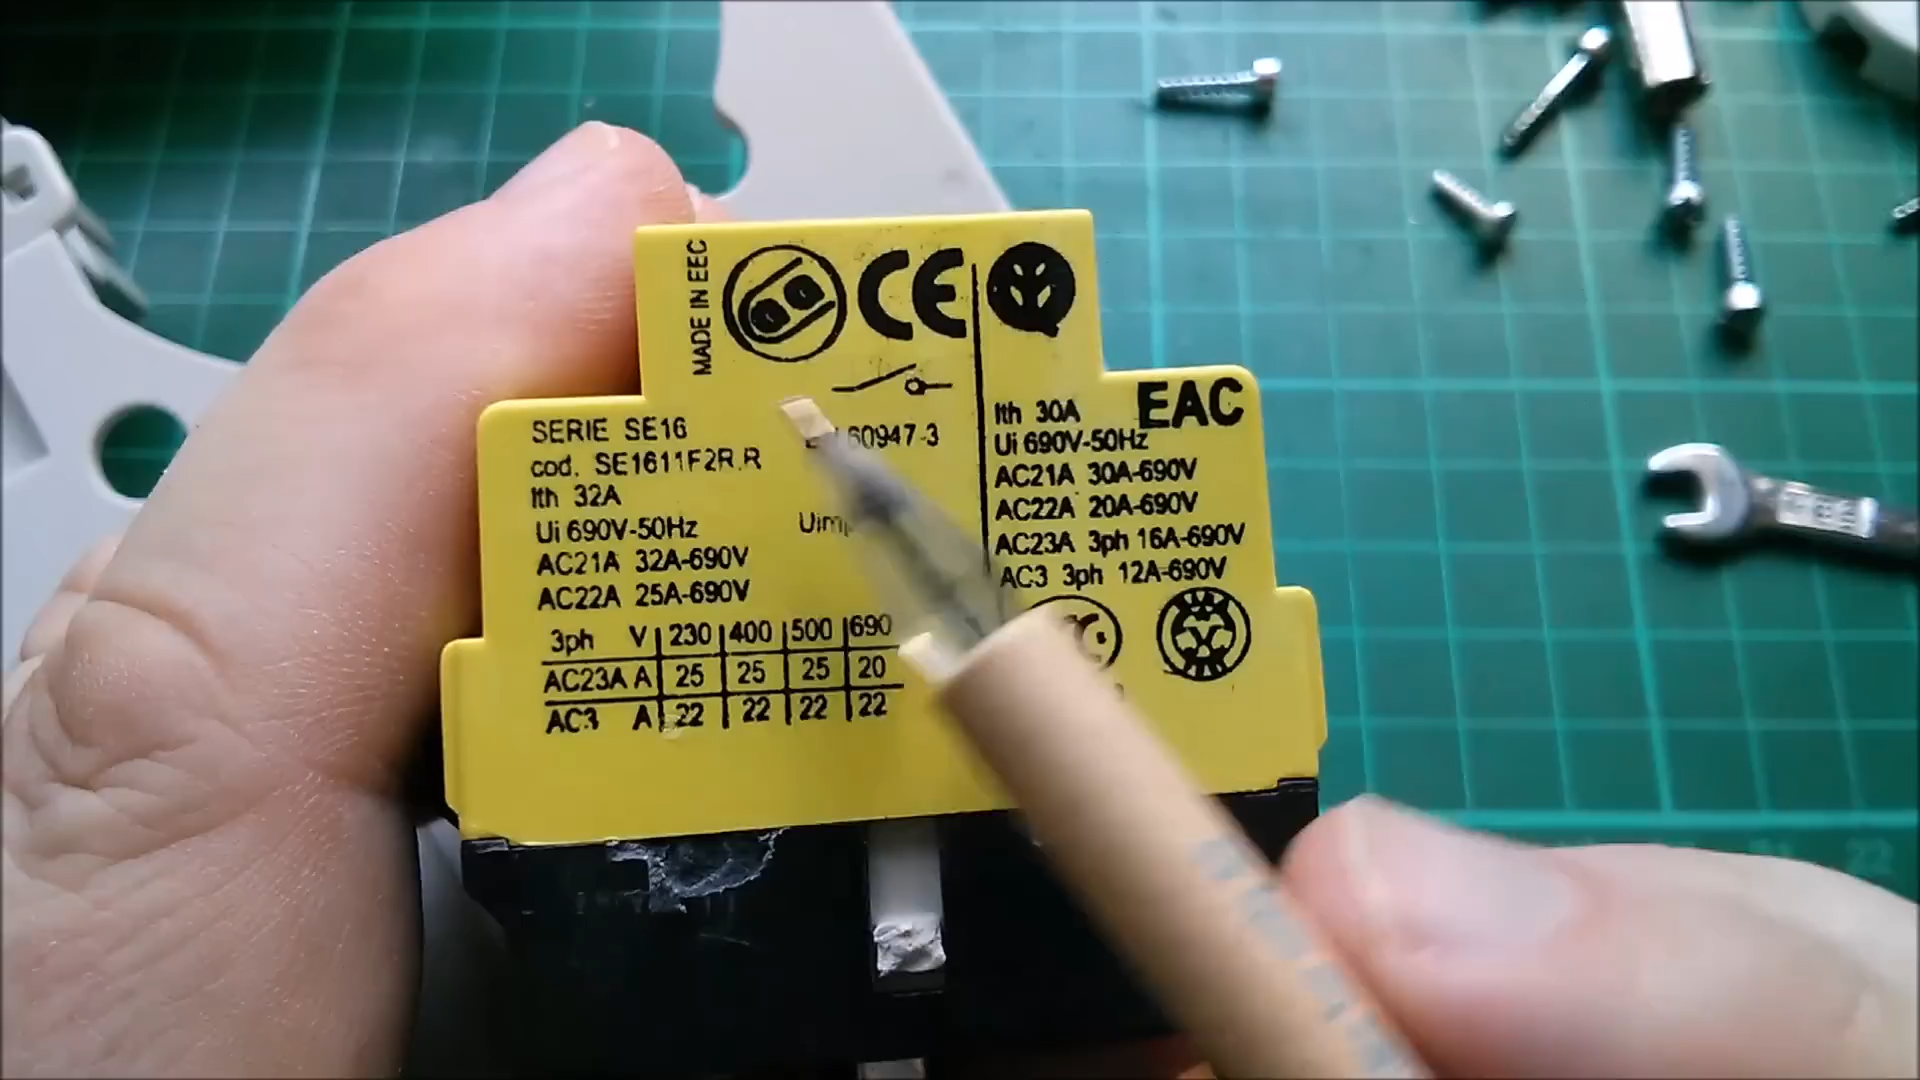 MADE IN EEC
CE
SERIE SE16
cod. SE1611F2R.R
Ith 32A
Ui 690V-50Hz
AC21A 32A-690V
AC22A 25A-690V
60947-3
3ph V 230 400 500 690
AC23A A 25 25 25 20
AC3 A 22 22 22 22
EAC
Ith 30A
Ui 690V-50Hz
AC21A 30A-690V
AC22A 20A-690V
AC23A 3ph 16A-690V
AC3 3ph 12A-690V
22